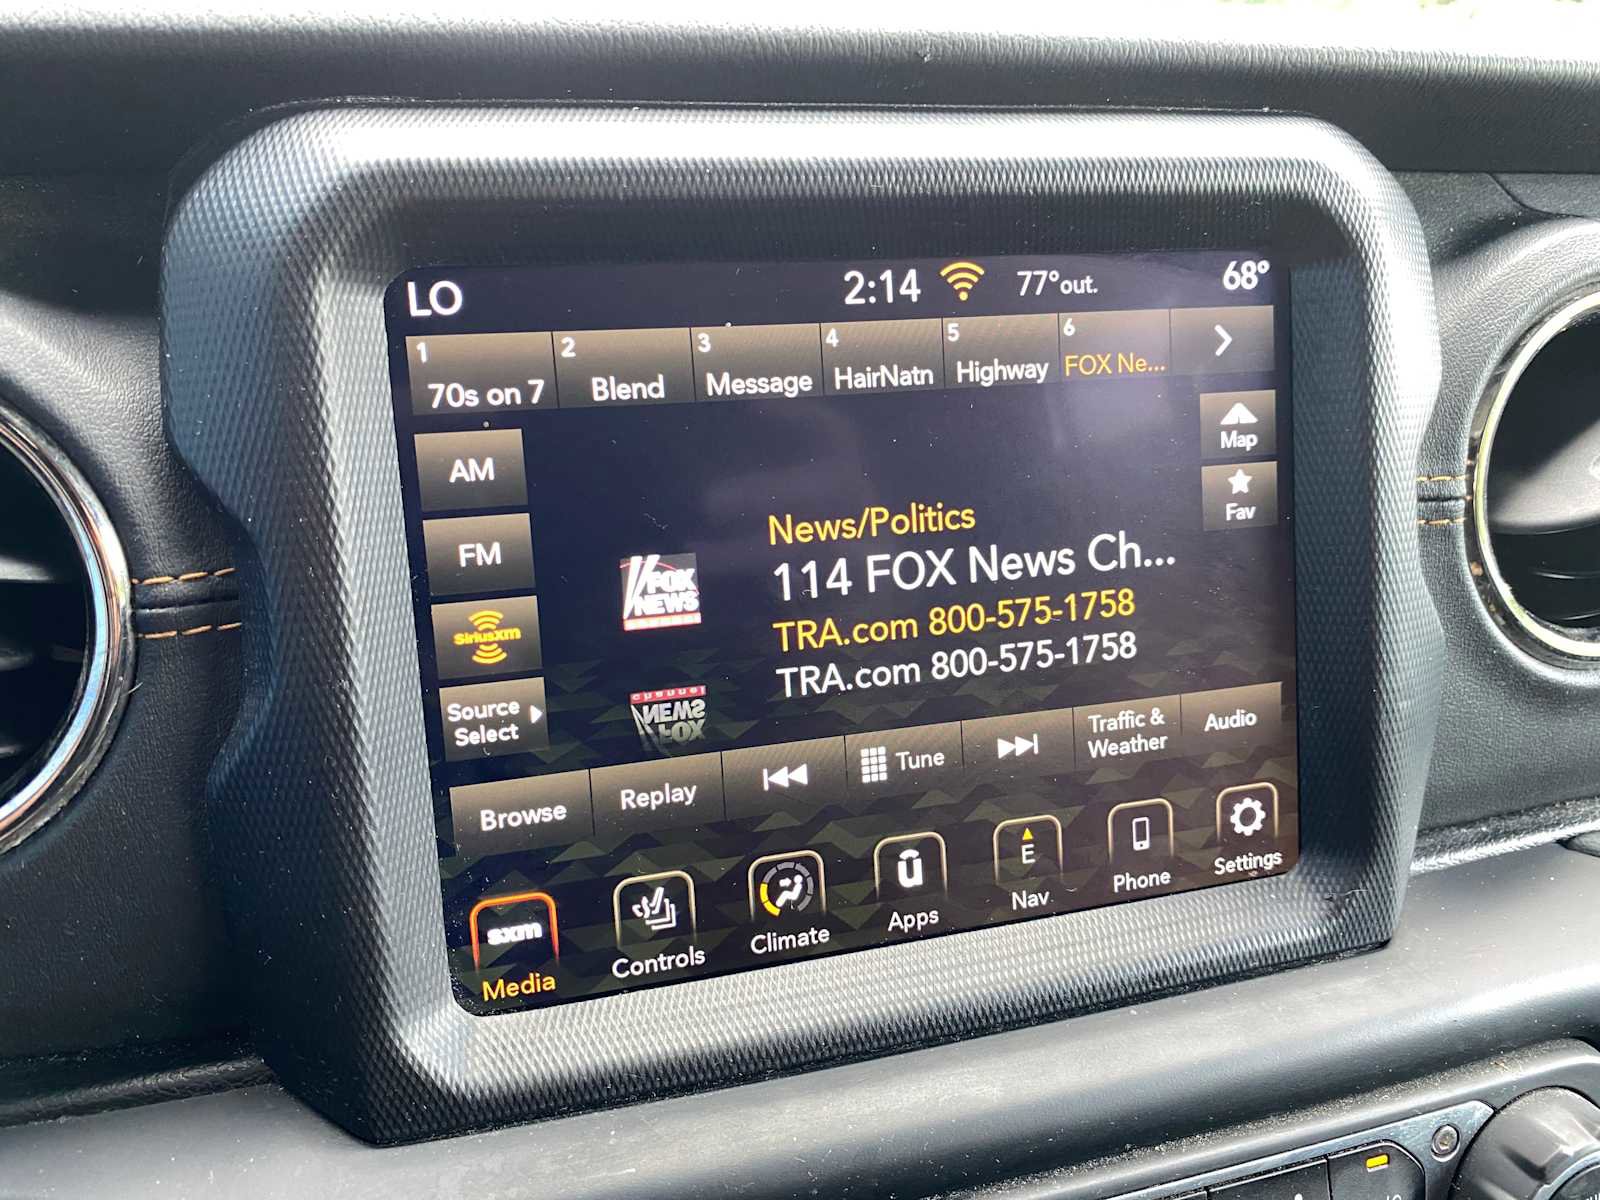 LO 2:14 77°out. 68°
1 2 3 4 5 6
70s on 7 Blend Message HairNatn Highway FOX Ne...
Map
AM
Fav
News/Politics
FM
114 FOX News Ch...
FOX
NEWS
TRA.com 800-575-1758
SiriusXM
TRA.com 800-575-1758
Source
Select
Browse Replay Tune Traffic &
Weather Audio
sxm E
Media Controls Climate Apps Nav Phone Settings